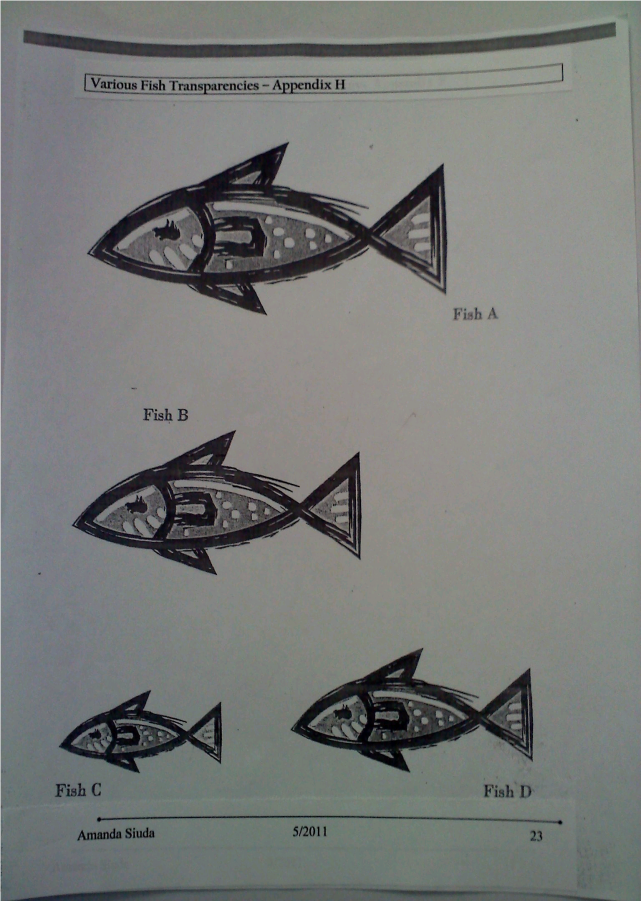 Various Fish Transparencies – Appendix H
Fish A
Fish B
Fish C
Fish D
Amanda Siuda 5/2011 23